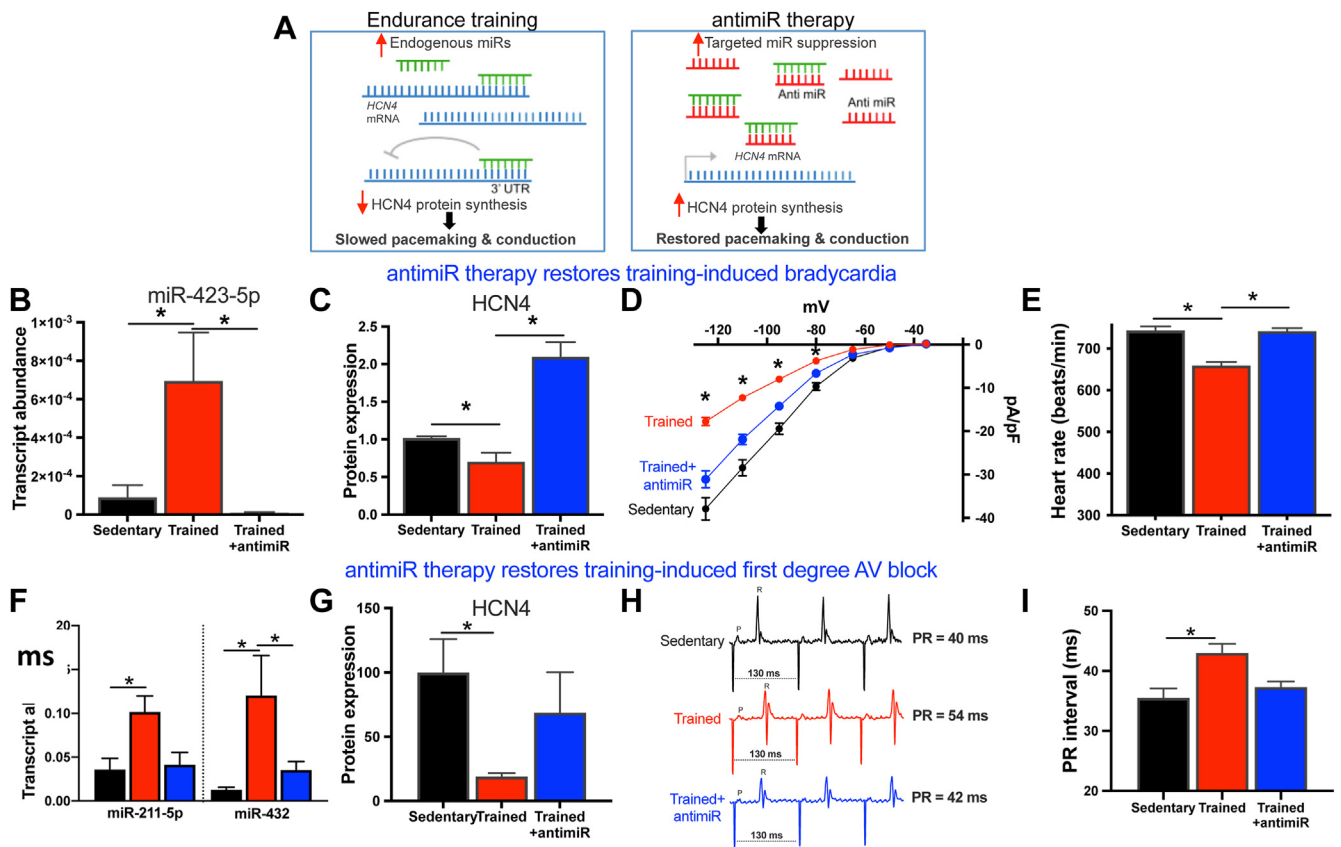 A
Endurance training
Endogenous miRs
HCN4
mRNA
3' UTR
HCN4 protein synthesis
Slowed pacemaking & conduction
antimiR therapy
Targeted miR suppression
Anti miR
Anti miR
HCN4 mRNA
HCN4 protein synthesis
Restored pacemaking & conduction
antimiR therapy restores training-induced bradycardia
B
miR-423-5p
Transcript abundance
1×10⁻³
8×10⁻⁴
6×10⁻⁴
4×10⁻⁴
2×10⁻⁴
0
* *
Sedentary Trained Trained
+antimiR
C
HCN4
Protein expression
2.5
2.0
1.5
1.0
0.5
0.0
* *
Sedentary Trained Trained
+antimiR
D
mV
-120 -100 -80 -60 -40
0
-10
-20
-30
-40
pA/pF
* * * *
Trained
Trained+
antimiR
Sedentary
E
Heart rate (beats/min)
700
600
500
400
300
* *
Sedentary Trained Trained
+antimiR
antimiR therapy restores training-induced first degree AV block
F
ms
Transcript a
20
0.10
0.05
0.00
* * *
miR-211-5p miR-432
G
HCN4
Protein expression
150
100
50
0
*
Sedentary Trained Trained
+antimiR
H
Sedentary
P
R
130 ms
PR = 40 ms
Trained
P
R
130 ms
PR = 54 ms
Trained+
antimiR
P
R
130 ms
PR = 42 ms
I
PR interval (ms)
50
40
30
20
*
Sedentary Trained Trained
+antimiR